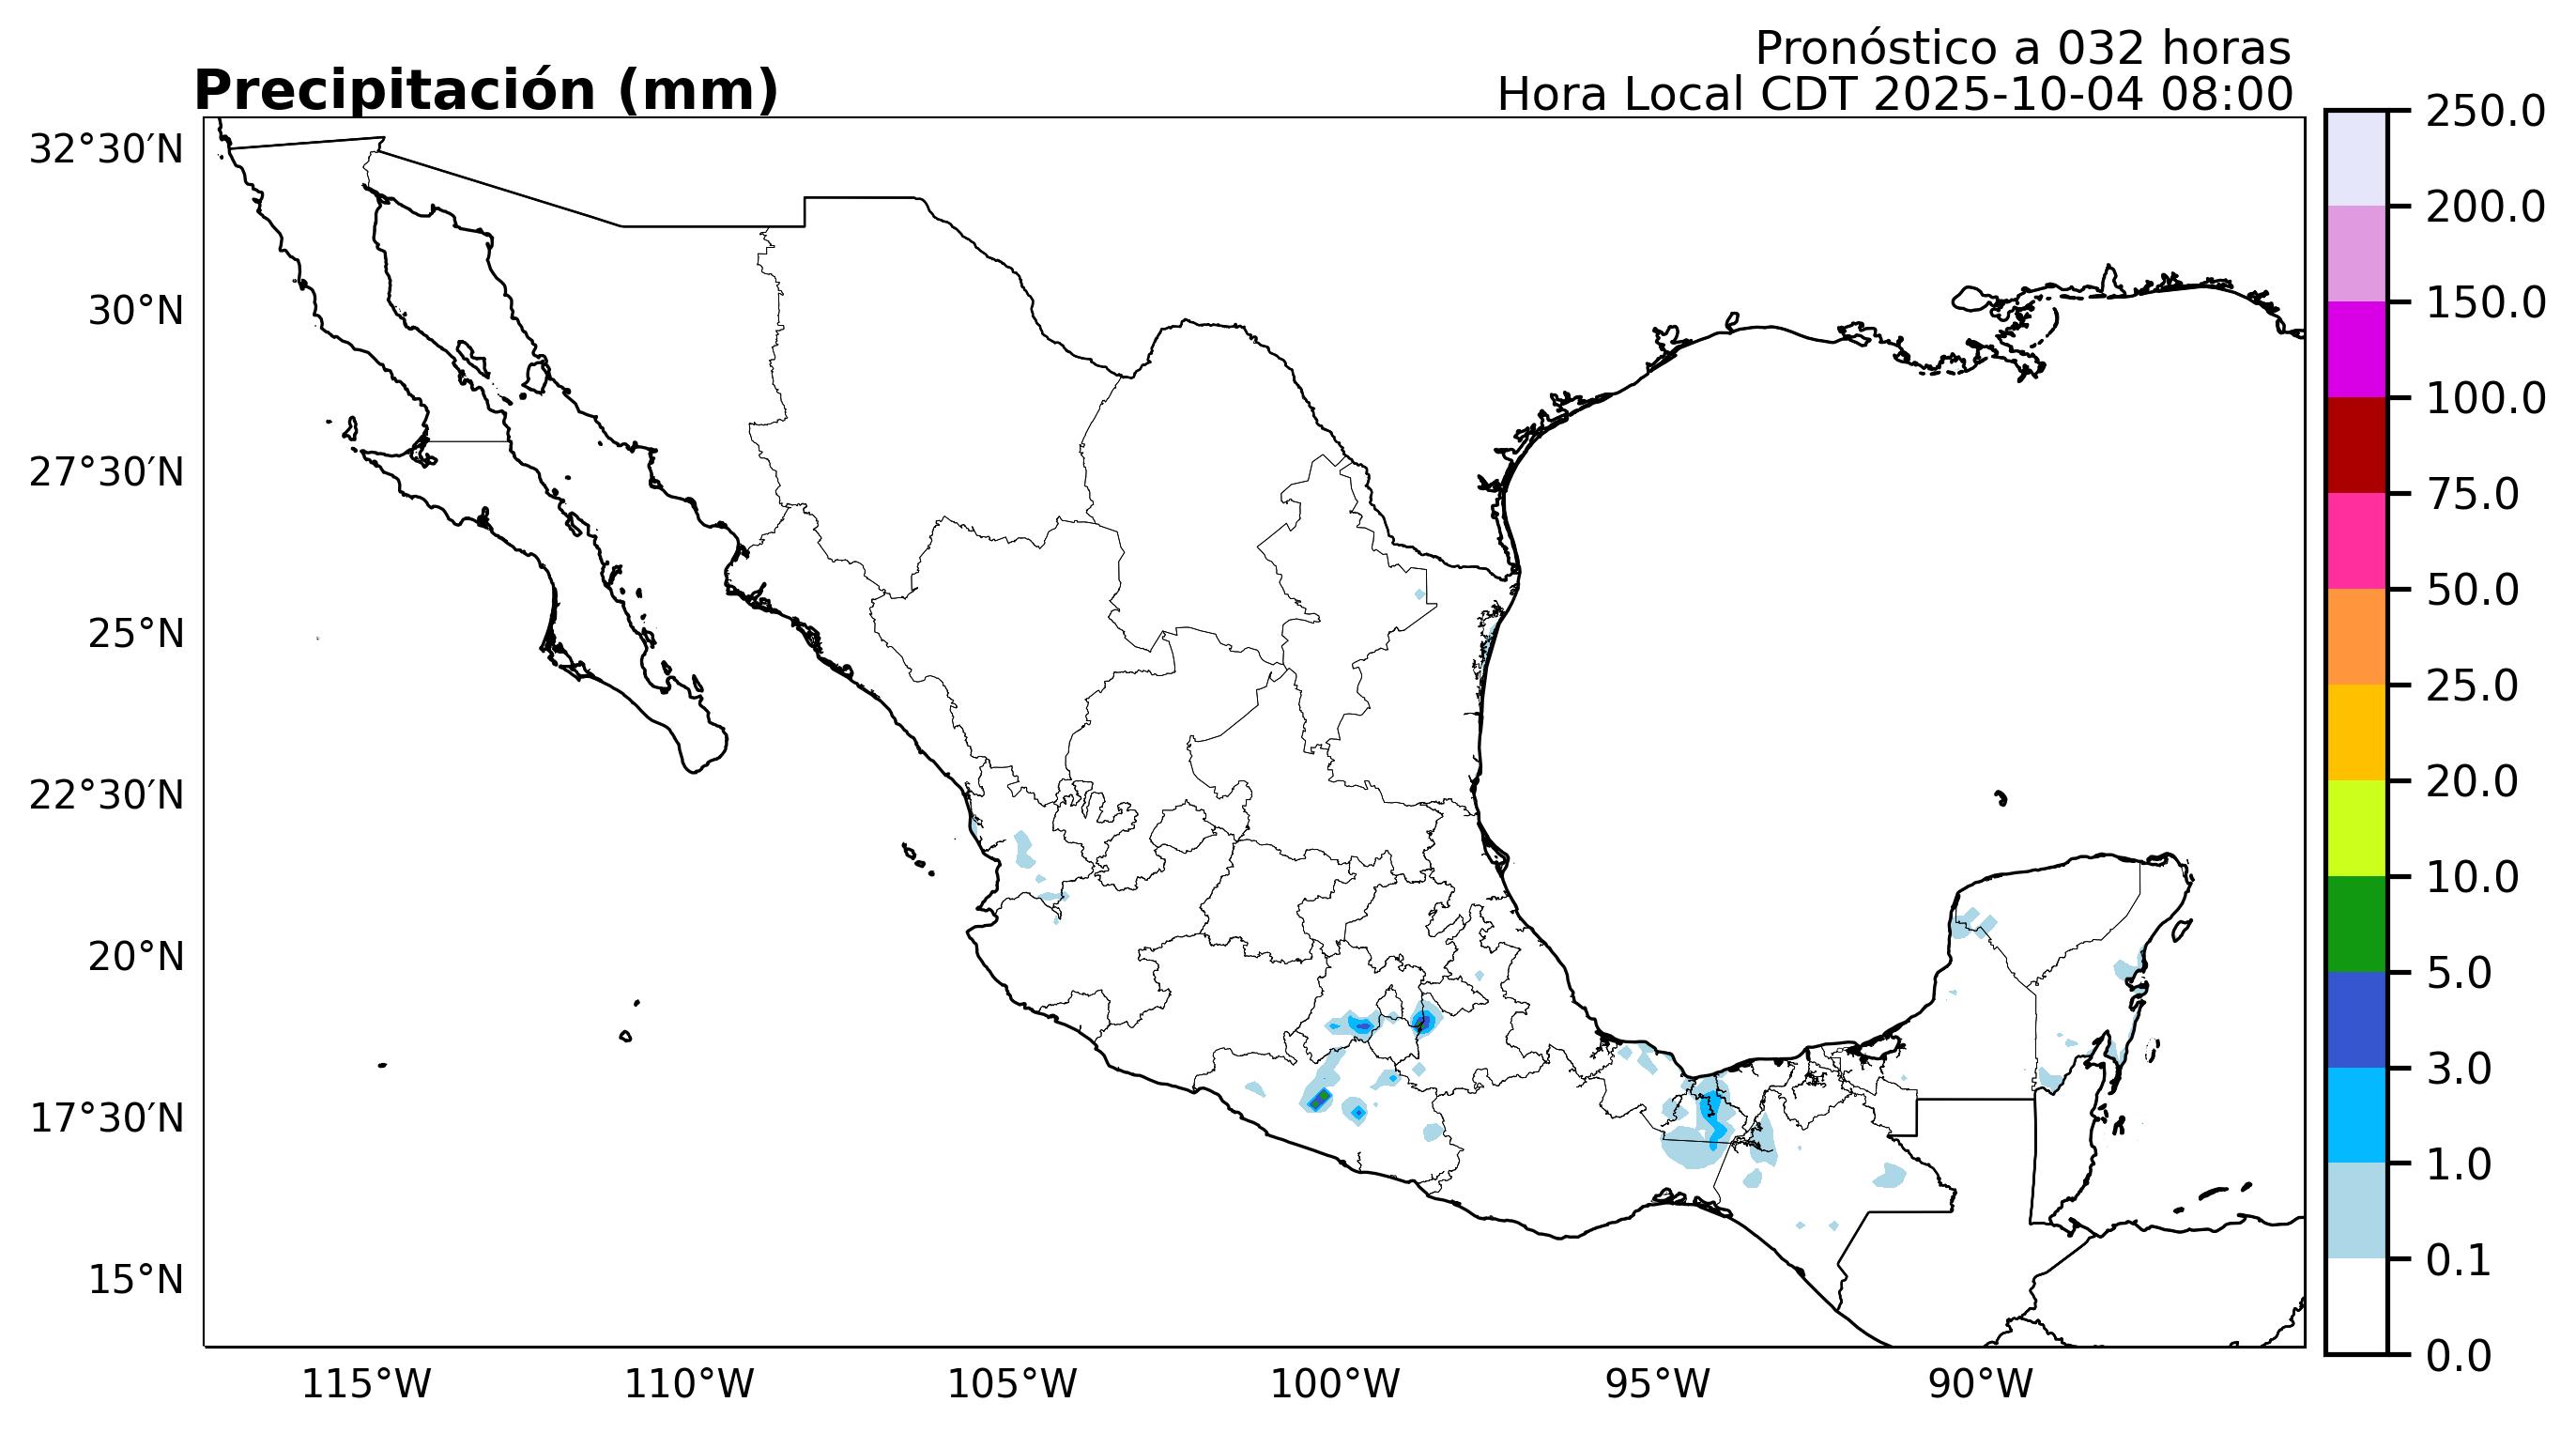 Pronóstico a 032 horas
Precipitación (mm)
Hora Local CDT 2025-10-04 08:00
32°30′N
30°N
27°30′N
25°N
22°30′N
20°N
17°30′N
15°N
115°W
110°W
105°W
100°W
95°W
90°W
250.0
200.0
150.0
100.0
75.0
50.0
25.0
20.0
10.0
5.0
3.0
1.0
0.1
0.0